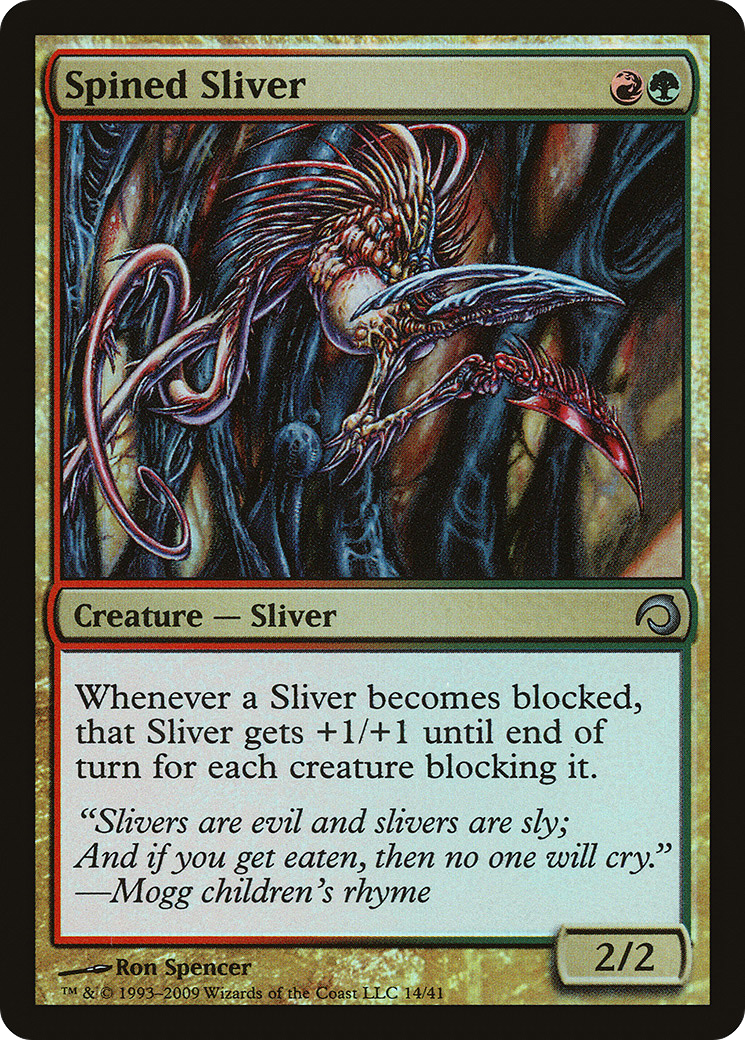 Spined Sliver
Creature — Sliver
Whenever a Sliver becomes blocked,
that Sliver gets +1/+1 until end of
turn for each creature blocking it.
“Slivers are evil and slivers are sly;
And if you get eaten, then no one will cry.”
—Mogg children’s rhyme
2/2
Ron Spencer
™ & © 1993–2009 Wizards of the Coast LLC 14/41